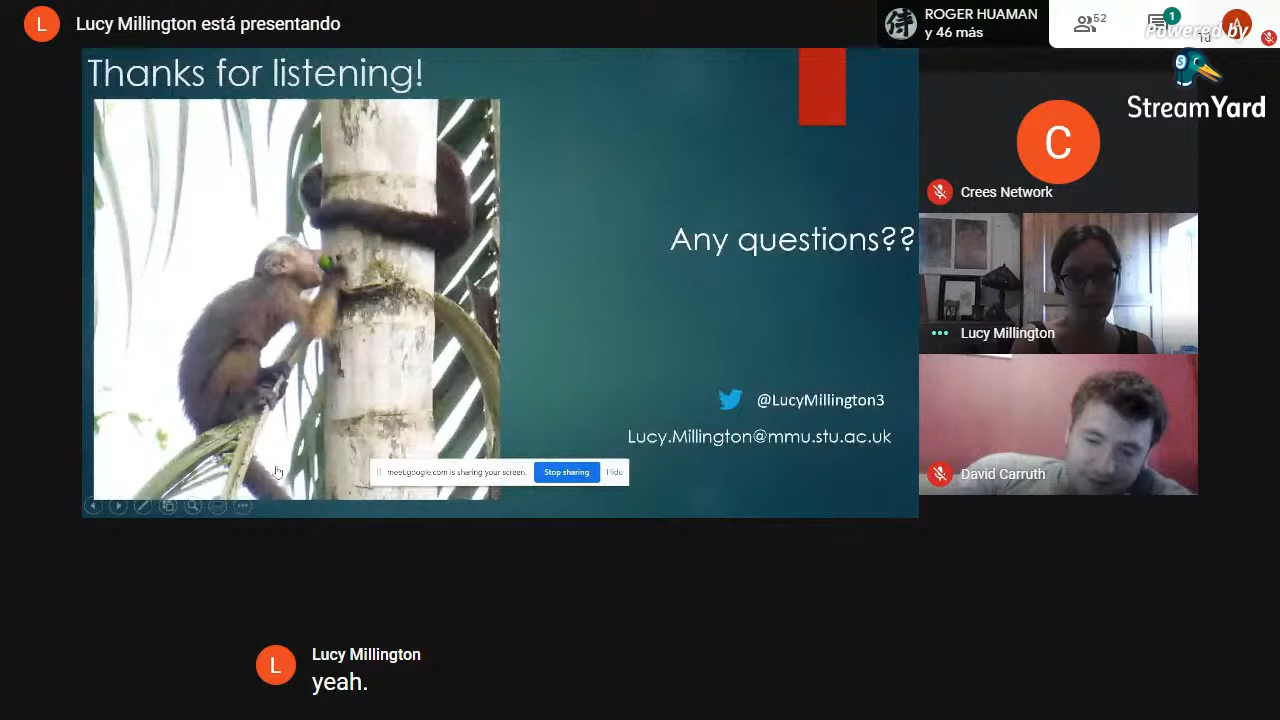 L
Lucy Millington está presentando
ROGER HUAMAN
y 46 más
52
1
A
Powered by
StreamYard
Thanks for listening!
Any questions??
@LucyMillington3
Lucy.Millington@mmu.stu.ac.uk
meet.google.com is sharing your screen.
Stop sharing
Hide
C
Crees Network
Lucy Millington
David Carruth
L
Lucy Millington
yeah.